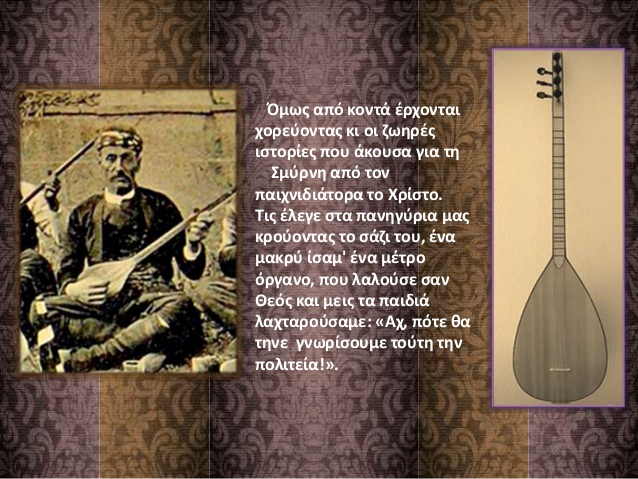 Όμως από κοντά έρχονται
χορεύοντας κι οι ζωηρές
ιστορίες που άκουσα για τη
Σμύρνη από τον
παιχνιδιάτορα το Χρίστο.
Τις έλεγε στα πανηγύρια μας
κρούοντας το σάζι του, ένα
μακρύ ίσαμ' ένα μέτρο
όργανο, που λαλούσε σαν
Θεός και μεις τα παιδιά
λαχταρούσαμε: «Αχ, πότε θα
τηνε γνωρίσουμε τούτη την
πολιτεία!».